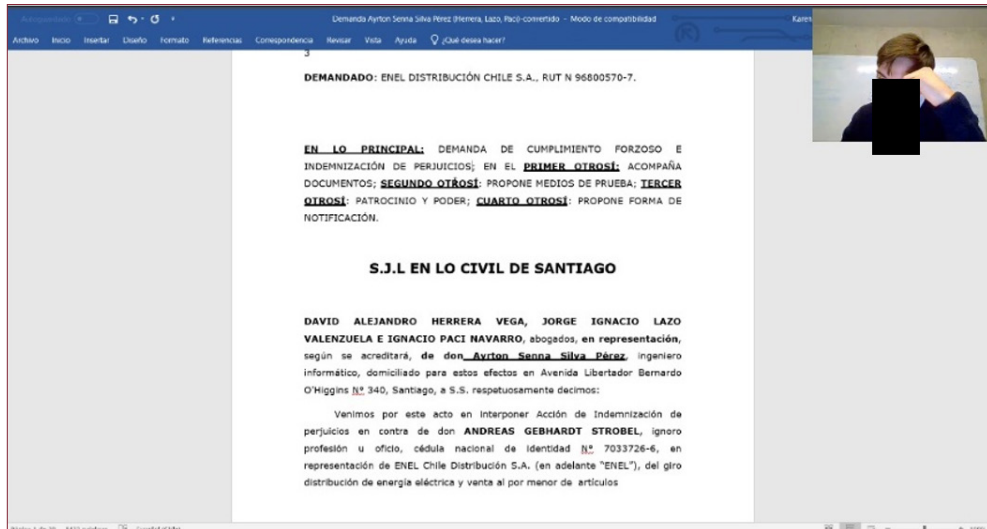 Demanda Ayrton Senna Silva Pérez (Herrera, Lazo, Paci)-convertido - Modo de compatibilidad
Karen
Archivo Inicio Insertar Diseño Formato Referencias Correspondencia Revisar Vista Ayuda ¿Qué desea hacer?
3
DEMANDADO: ENEL DISTRIBUCIÓN CHILE S.A., RUT N 96800570-7.
EN LO PRINCIPAL: DEMANDA DE CUMPLIMIENTO FORZOSO E
INDEMNIZACIÓN DE PERJUICIOS; EN EL PRIMER OTROSÍ: ACOMPAÑA
DOCUMENTOS; SEGUNDO OTROSÍ: PROPONE MEDIOS DE PRUEBA; TERCER
OTROSÍ: PATROCINIO Y PODER; CUARTO OTROSÍ: PROPONE FORMA DE
NOTIFICACIÓN.
S.J.L EN LO CIVIL DE SANTIAGO
DAVID ALEJANDRO HERRERA VEGA, JORGE IGNACIO LAZO
VALENZUELA E IGNACIO PACI NAVARRO, abogados, en representación,
según se acreditará, de don Ayrton Senna Silva Pérez, ingeniero
informático, domiciliado para estos efectos en Avenida Libertador Bernardo
O'Higgins Nº 340, Santiago, a S.S. respetuosamente decimos:
Venimos por este acto en interponer Acción de Indemnización de
perjuicios en contra de don ANDREAS GEBHARDT STROBEL, ignoro
profesión u oficio, cédula nacional de identidad Nº 7033726-6, en
representación de ENEL Chile Distribución S.A. (en adelante "ENEL"), del giro
distribución de energía eléctrica y venta al por menor de artículos